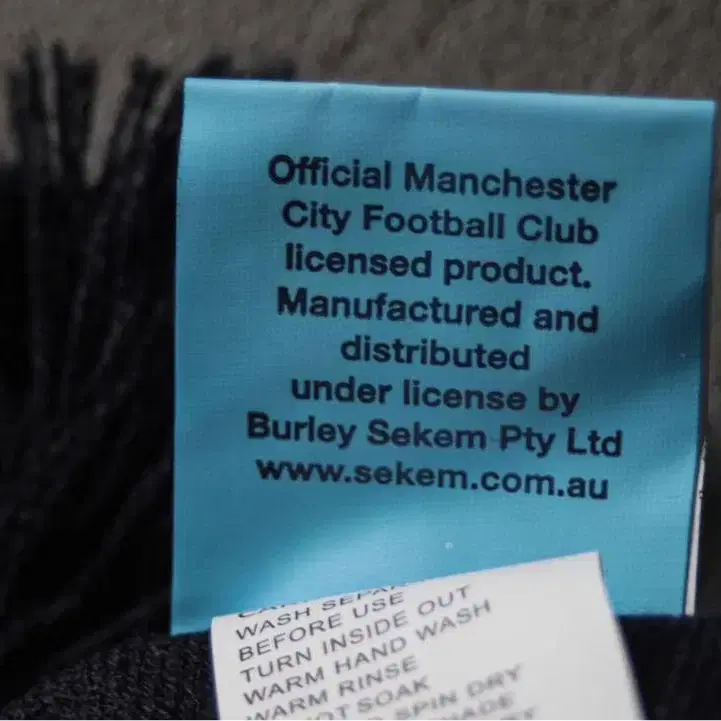 Official Manchester
City Football Club
licensed product.
Manufactured and
distributed
under license by
Burley Sekem Pty Ltd
www.sekem.com.au
WASH
BEFORE USE
TURN INSIDE OUT
WARM HAND WASH
WARM RINSE
SOAK
SPIN DRY